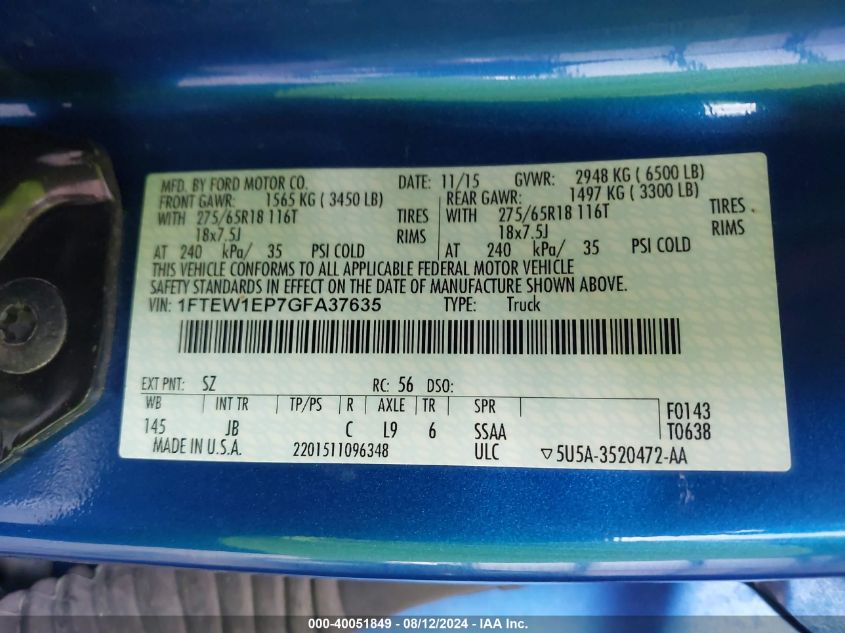 MFD. BY FORD MOTOR CO. DATE: 11/15 GVWR: 2948 KG ( 6500 LB)
FRONT GAWR: 1565 KG ( 3450 LB) REAR GAWR: 1497 KG ( 3300 LB)
WITH 275/65R18 116T TIRES WITH 275/65R18 116T TIRES
18x7.5J RIMS 18x7.5J RIMS
AT 240 kPa/ 35 PSI COLD AT 240 kPa/ 35 PSI COLD
THIS VEHICLE CONFORMS TO ALL APPLICABLE FEDERAL MOTOR VEHICLE
SAFETY STANDARDS IN EFFECT ON THE DATE OF MANUFACTURE SHOWN ABOVE.
VIN: 1FTEW1EP7GFA37635 TYPE: Truck
EXT PNT: SZ RC: 56 DSO:
WB INT TR TP/PS R AXLE TR SPR F0143
145 JB C L9 6 SSAA T0638
MADE IN U.S.A. 2201511096348 ULC ▽5U5A-3520472-AA
000-40051849 - 08/12/2024 - IAA Inc.